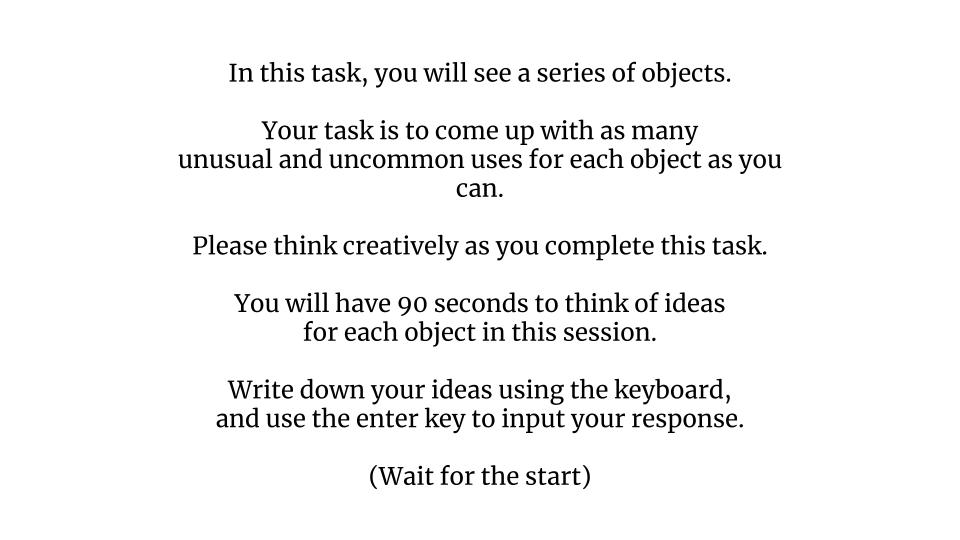 In this task, you will see a series of objects.
Your task is to come up with as many
unusual and uncommon uses for each object as you
can.
Please think creatively as you complete this task.
You will have 90 seconds to think of ideas
for each object in this session.
Write down your ideas using the keyboard,
and use the enter key to input your response.
(Wait for the start)